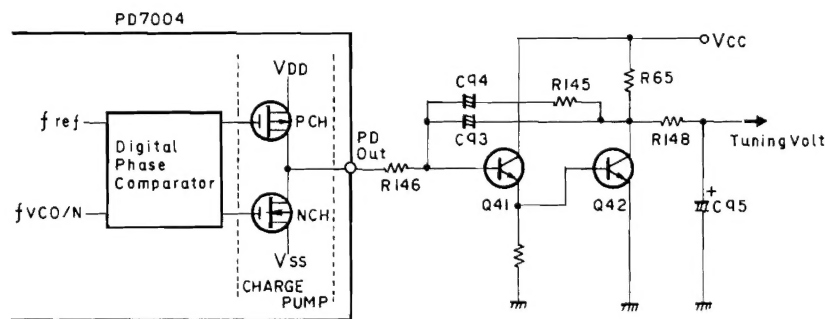 PD7004
VDD
f ref
PCH
Digital
Phase
Comparator
PD
Out
fVCO/N
NCH
VSS
CHARGE
PUMP
R146
C94
C93
R145
VCC
R65
R148
Tuning Volt
Q41
Q42
+
C95